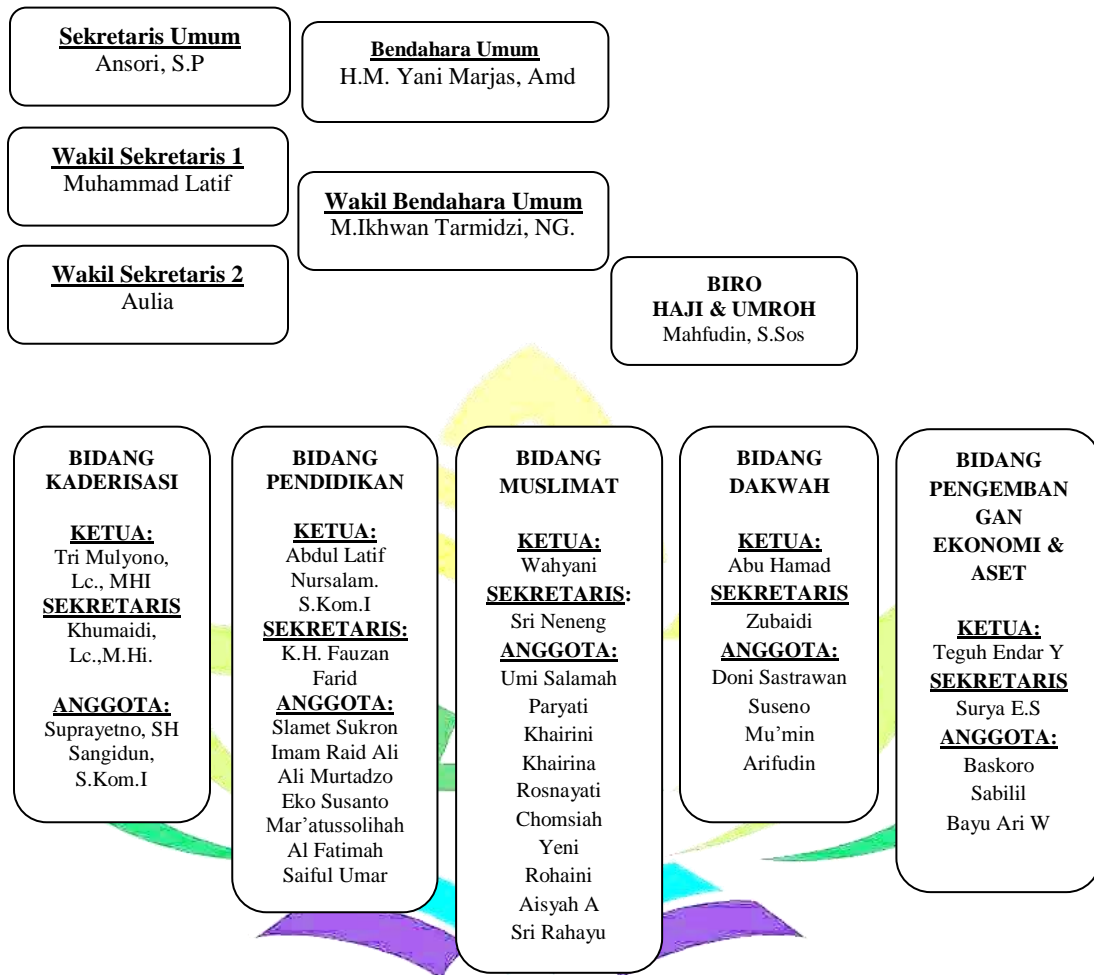 Sekretaris Umum
Ansori, S.P
Bendahara Umum
H.M. Yani Marjas, Amd
Wakil Sekretaris 1
Muhammad Latif
Wakil Bendahara Umum
M.Ikhwan Tarmidzi, NG.
Wakil Sekretaris 2
Aulia
BIRO
HAJI & UMROH
Mahfudin, S.Sos
BIDANG
KADERISASI
KETUA:
Tri Mulyono,
Lc., MHI
SEKRETARIS
Khumaidi,
Lc.,M.Hi.
ANGGOTA:
Suprayetno, SH
Sangidun,
S.Kom.I
BIDANG
PENDIDIKAN
KETUA:
Abdul Latif
Nursalam.
S.Kom.I
SEKRETARIS:
K.H. Fauzan
Farid
ANGGOTA:
Slamet Sukron
Imam Raid Ali
Ali Murtadzo
Eko Susanto
Mar’atussolihah
Al Fatimah
Saiful Umar
BIDANG
MUSLIMAT
KETUA:
Wahyani
SEKRETARIS:
Sri Neneng
ANGGOTA:
Umi Salamah
Paryati
Khairini
Khairina
Rosnayati
Chomsiah
Yeni
Rohaini
Aisyah A
Sri Rahayu
BIDANG
DAKWAH
KETUA:
Abu Hamad
SEKRETARIS
Zubaidi
ANGGOTA:
Doni Sastrawan
Suseno
Mu’min
Arifudin
BIDANG
PENGEMBAN
GAN
EKONOMI &
ASET
KETUA:
Teguh Endar Y
SEKRETARIS
Surya E.S
ANGGOTA:
Baskoro
Sabilil
Bayu Ari W